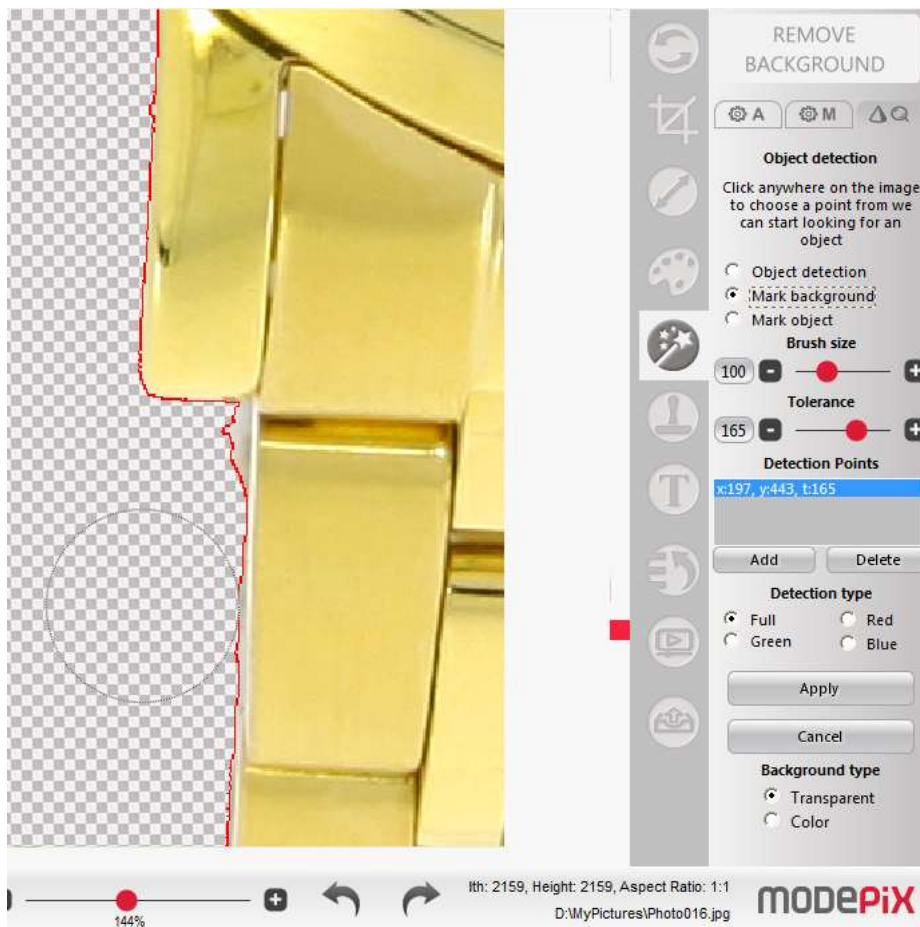 REMOVE
BACKGROUND
A
M
Object detection
Click anywhere on the image
to choose a point from we
can start looking for an
object
Object detection
Mark background
Mark object
Brush size
100
Tolerance
165
Detection Points
x:197, y:443, t:165
Add Delete
Detection type
Full Red
Green Blue
Apply
Cancel
Background type
Transparent
Color
T
144%
lth: 2159, Height: 2159, Aspect Ratio: 1:1
D:\MyPictures\Photo016.jpg
MODEPiX